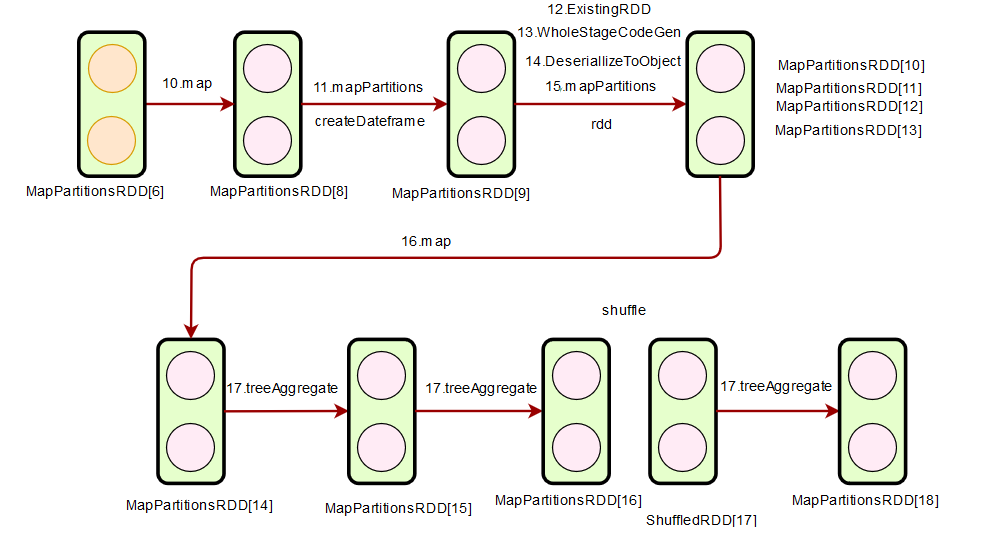 12.ExistingRDD
13.WholeStageCodeGen
14.DeseriallizeToObject
15.mapPartitions
rdd
10.map
11.mapPartitions
createDateframe
MapPartitionsRDD[10]
MapPartitionsRDD[11]
MapPartitionsRDD[12]
MapPartitionsRDD[13]
MapPartitionsRDD[6]
MapPartitionsRDD[8]
MapPartitionsRDD[9]
16.map
shuffle
17.treeAggregate
17.treeAggregate
17.treeAggregate
MapPartitionsRDD[14]
MapPartitionsRDD[15]
MapPartitionsRDD[16]
ShuffledRDD[17]
MapPartitionsRDD[18]